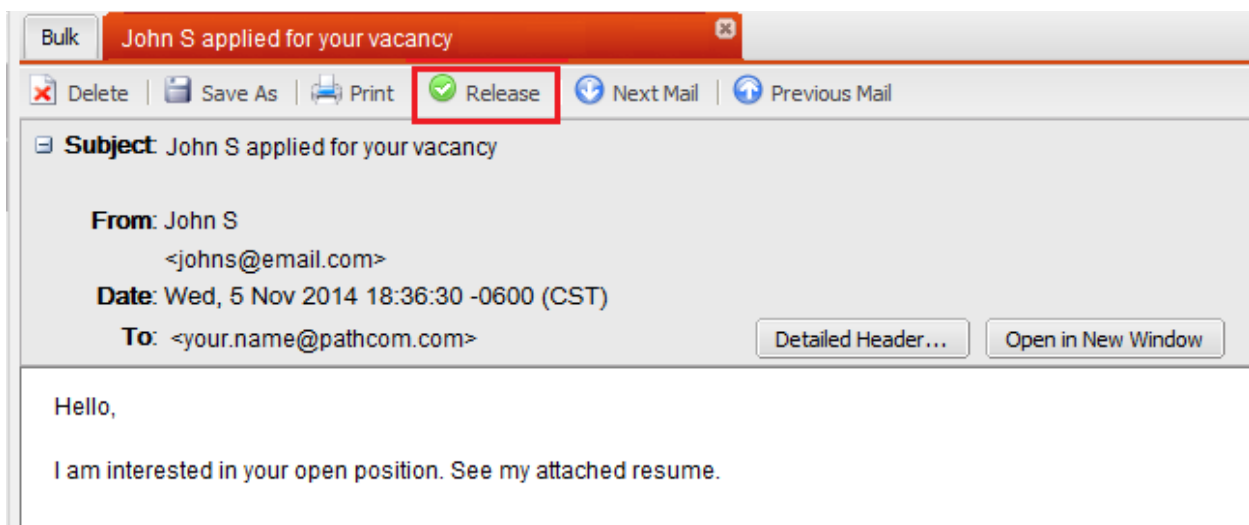 Bulk John S applied for your vacancy
Delete Save As Print Release Next Mail Previous Mail
Subject: John S applied for your vacancy
From: John S
<johns@email.com>
Date: Wed, 5 Nov 2014 18:36:30 -0600 (CST)
To: <your.name@pathcom.com> Detailed Header... Open in New Window
Hello,
I am interested in your open position. See my attached resume.